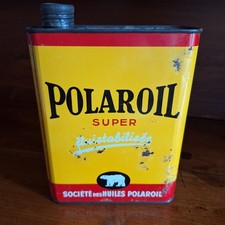 POLAROIL
SUPER
SOCIÉTÉ DES HUILES POLAROIL